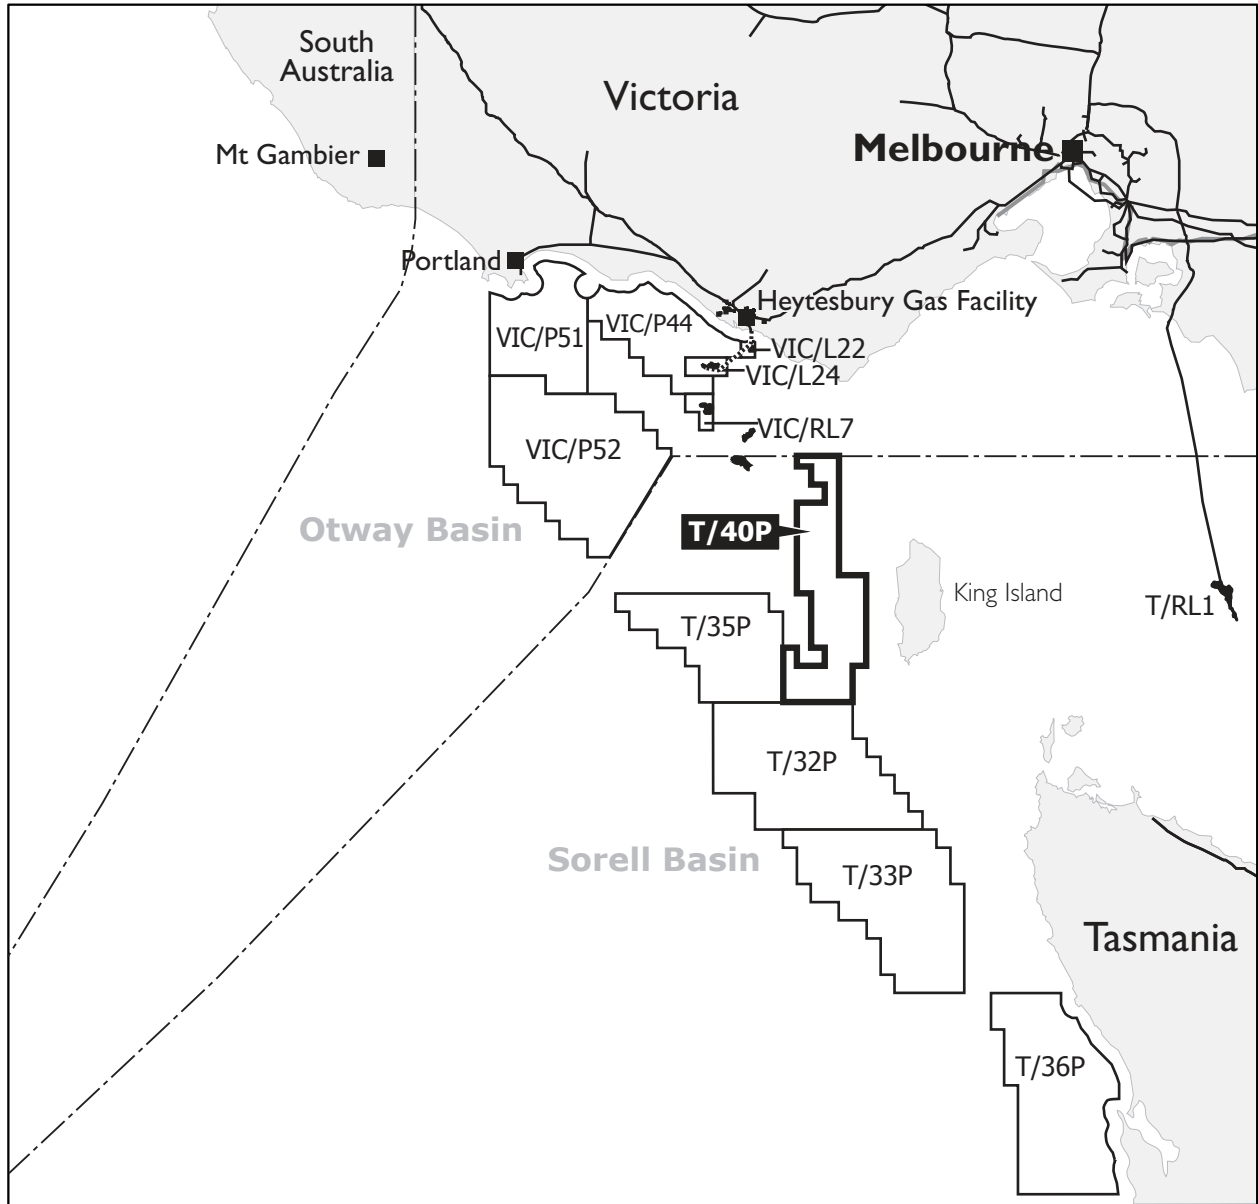 South
Australia
Victoria
Mt Gambier
Melbourne
Portland
Heytesbury Gas Facility
VIC/P51
VIC/P44
VIC/L22
VIC/L24
VIC/RL7
VIC/P52
Otway Basin
T/40P
King Island
T/RL1
T/35P
T/32P
Sorell Basin
T/33P
Tasmania
T/36P